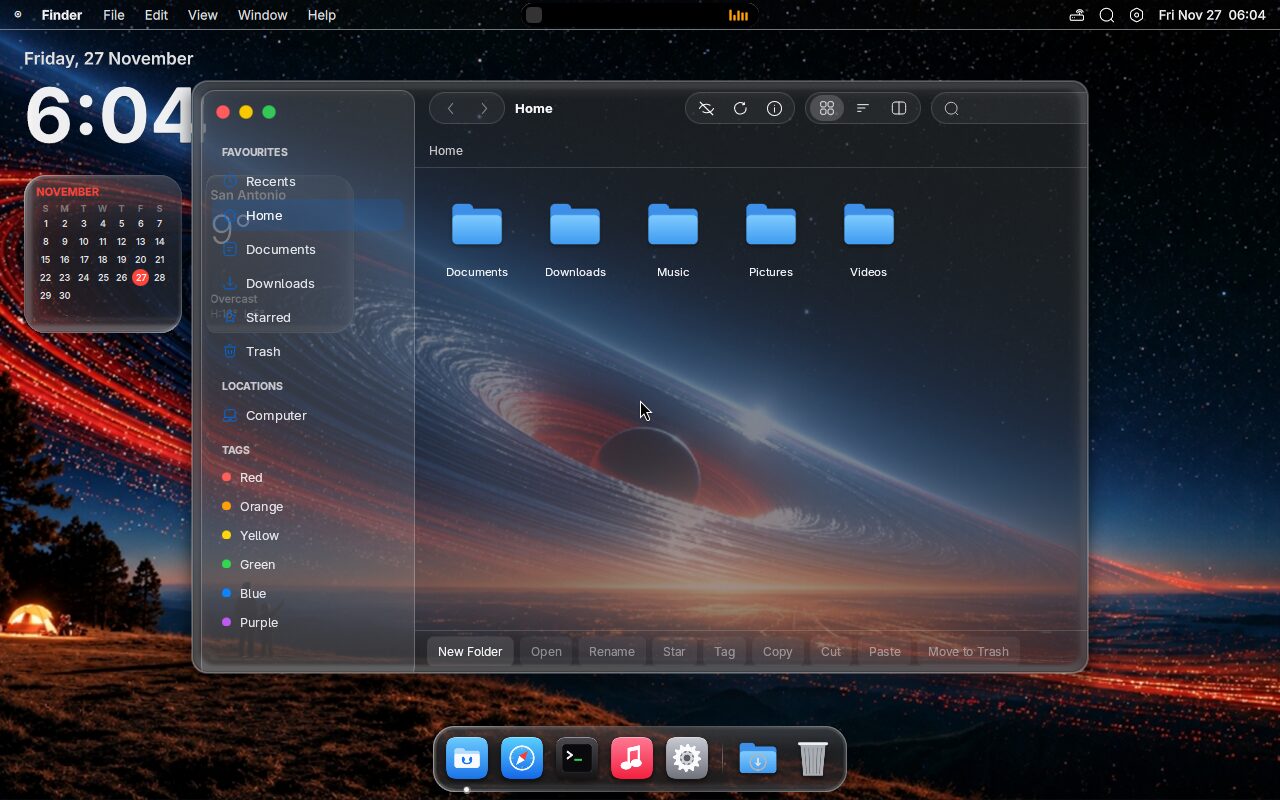 Finder File Edit View Window Help Fri Nov 27 06:04
Friday, 27 November
6:04
NOVEMBER
S M T W T F S
1 2 3 4 5 6 7
8 9 10 11 12 13 14
15 16 17 18 19 20 21
22 23 24 25 26 27 28
29 30
San Antonio
9°
Overcast
FAVOURITES
Recents
Home
Documents
Downloads
Starred
Trash
LOCATIONS
Computer
TAGS
Red
Orange
Yellow
Green
Blue
Purple
Home
Home
Documents Downloads Music Pictures Videos
New Folder Open Rename Star Tag Copy Cut Paste Move to Trash